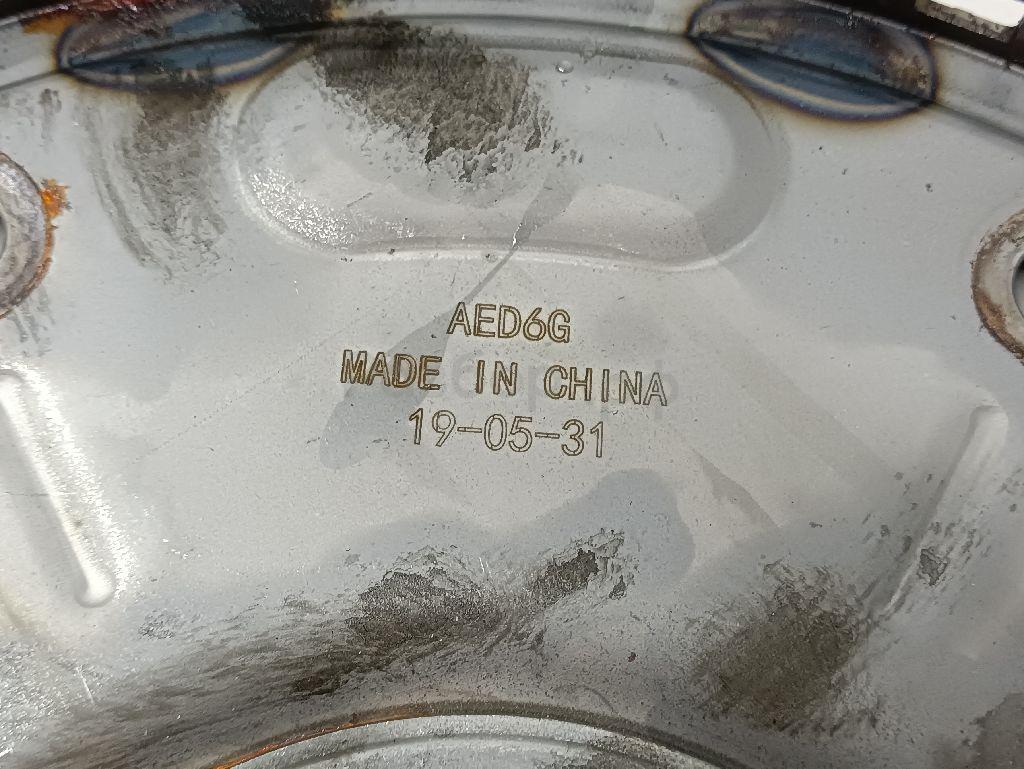 AED6G
MADE IN CHINA
19-05-31